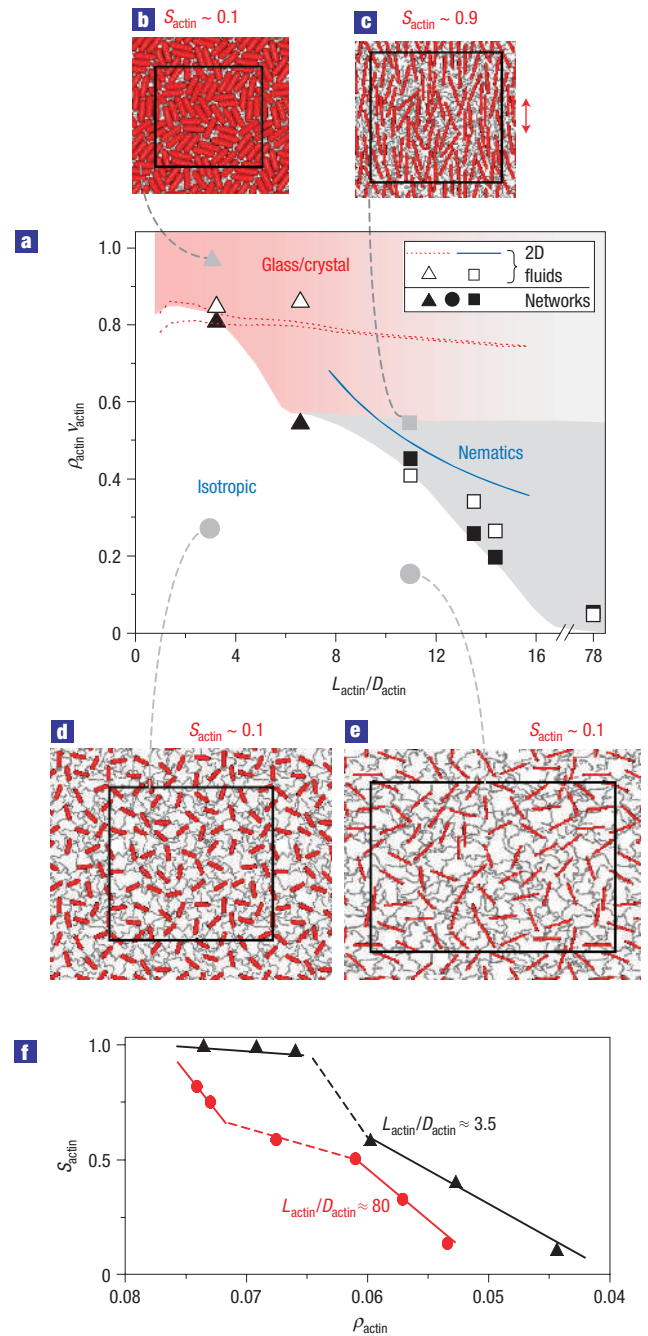 b S_actin ~ 0.1
c S_actin ~ 0.9
a
1.0
0.8
0.6
0.4
0.2
0
ρ_actin ν_actin
Glass/crystal
2D
fluids
Networks
Nematics
Isotropic
0 4 8 12 16 78
L_actin/D_actin
d S_actin ~ 0.1
e S_actin ~ 0.1
f
1.0
0.5
0
S_actin
L_actin/D_actin ≈ 3.5
L_actin/D_actin ≈ 80
0.08 0.07 0.06 0.05 0.04
ρ_actin